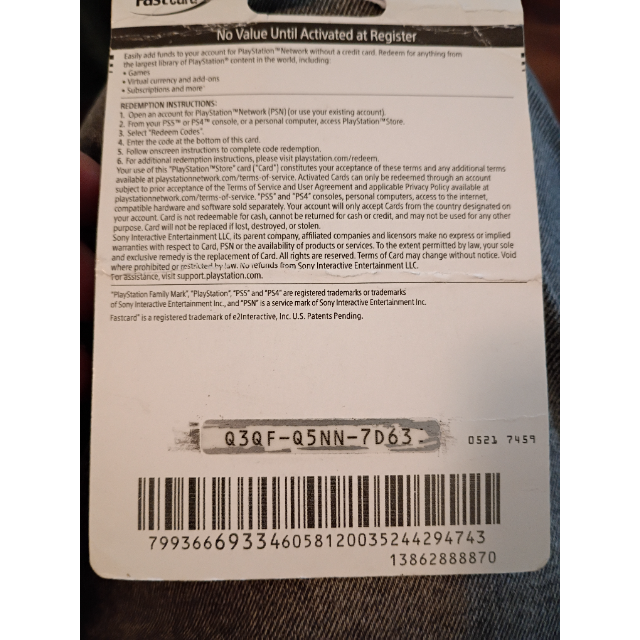 Fastcard
No Value Until Activated at Register
Easily add funds to your account for PlayStation™Network without a credit card. Redeem for anything from
the largest library of PlayStation® content in the world, including:
• Games
• Virtual currency and add-ons
• Subscriptions and more
REDEMPTION INSTRUCTIONS:
1. Open an account for PlayStation™Network (PSN) (or use your existing account).
2. From your PS5™ or PS4™ console, or a personal computer, access PlayStation™Store.
3. Select "Redeem Codes".
4. Enter the code at the bottom of this card.
5. Follow onscreen instructions to complete code redemption.
6. For additional redemption instructions, please visit playstation.com/redeem.
Your use of this "PlayStation™Store" card ("Card") constitutes your acceptance of these terms and any additional terms
available at playstationnetwork.com/terms-of-service. Activated Cards can only be redeemed through an account
subject to prior acceptance of the Terms of Service and User Agreement and applicable Privacy Policy available at
playstationnetwork.com/terms-of-service. "PS5" and "PS4" consoles, personal computers, access to the internet,
compatible hardware and software sold separately. Your account will only accept Cards from the country designated on
your account. Card is not redeemable for cash, cannot be returned for cash or credit, and may not be used for any other
purpose. Card will not be replaced if lost, destroyed, or stolen.
Sony Interactive Entertainment LLC, its parent company, affiliated companies and licensors make no express or implied
warranties with respect to Card, PSN or the availability of products or services. To the extent permitted by law, your sole
and exclusive remedy is the replacement of Card. All rights are reserved. Terms of Card may change without notice. Void
where prohibited or restricted by law. No refunds from Sony Interactive Entertainment LLC.
For assistance, visit support.playstation.com.
"PlayStation Family Mark", "PlayStation", "PS5" and "PS4" are registered trademarks or trademarks
of Sony Interactive Entertainment Inc, and "PSN" is a service mark of Sony Interactive Entertainment Inc.
Fastcard® is a registered trademark of e2Interactive, Inc. U.S. Patents Pending.
Q3QF-Q5NN-7D63
0521 7459
799366693346058120035244294743
13862888870